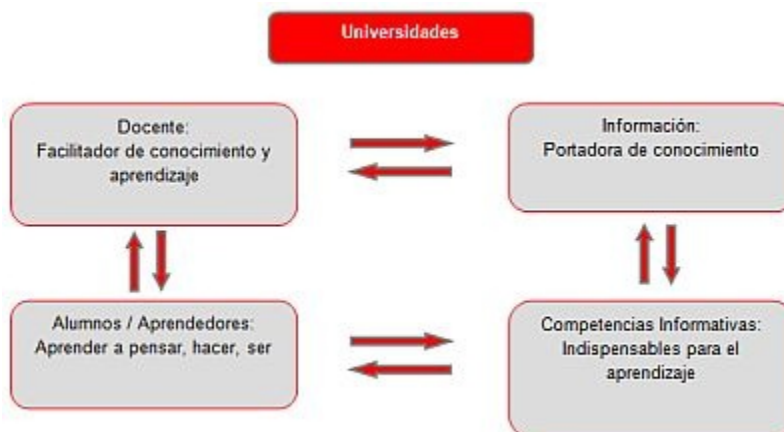 Universidades
Docente:
Facilitador de conocimiento y
aprendizaje
Información:
Portadora de conocimiento
Alumnos / Aprendedores:
Aprender a pensar, hacer, ser
Competencias Informativas:
Indispensables para el
aprendizaje